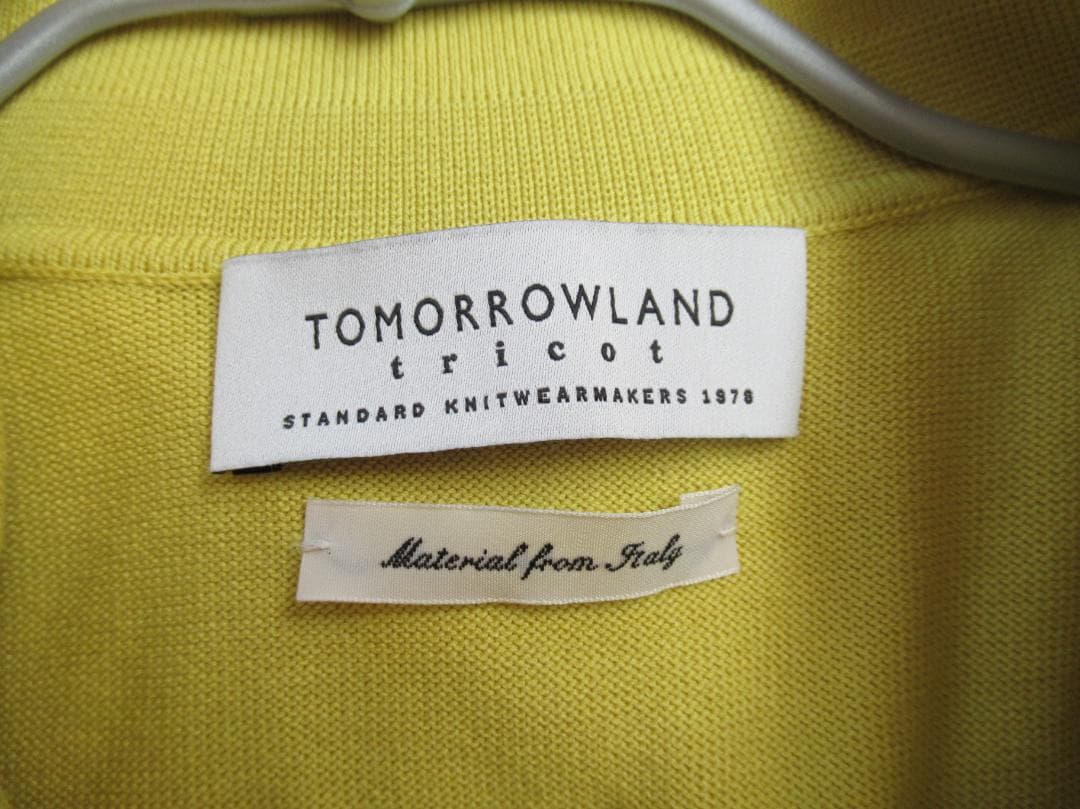 TOMORROWLAND
tricot
STANDARD KNITWEARMAKERS 1978
Material from Italy